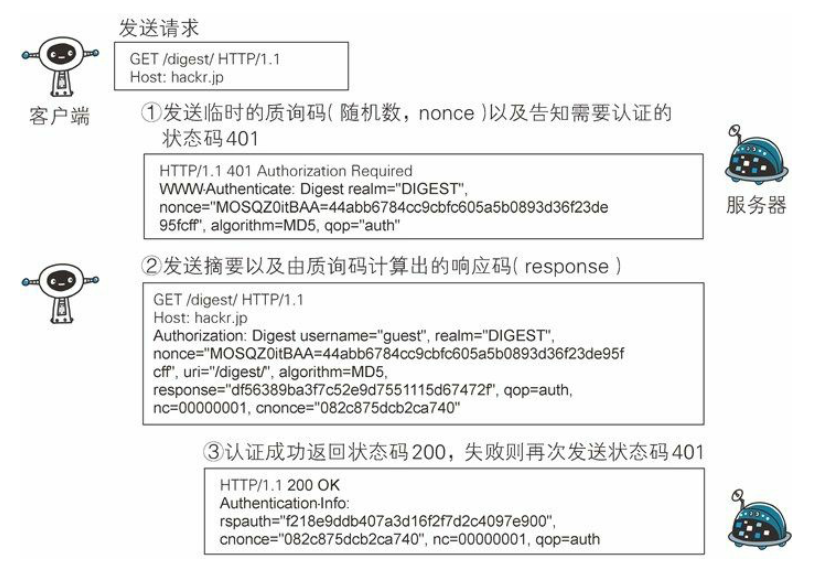 发送请求
GET /digest/ HTTP/1.1
Host: hackr.jp
客户端
①发送临时的质询码(随机数，nonce)以及告知需要认证的
状态码401
HTTP/1.1 401 Authorization Required
WWW-Authenticate: Digest realm="DIGEST",
nonce="MOSQZ0itBAA=44abb6784cc9cbfc605a5b0893d36f23de
95fcff", algorithm=MD5, qop="auth"
服务器
②发送摘要以及由质询码计算出的响应码(response)
GET /digest/ HTTP/1.1
Host: hackr.jp
Authorization: Digest username="guest", realm="DIGEST",
nonce="MOSQZ0itBAA=44abb6784cc9cbfc605a5b0893d36f23de95f
cff", uri="/digest/", algorithm=MD5,
response="df56389ba3f7c52e9d7551115d67472f", qop=auth,
nc=00000001, cnonce="082c875dcb2ca740"
③认证成功返回状态码200，失败则再次发送状态码401
HTTP/1.1 200 OK
Authentication-Info:
rspauth="f218e9ddb407a3d16f2f7d2c4097e900",
cnonce="082c875dcb2ca740", nc=00000001, qop=auth